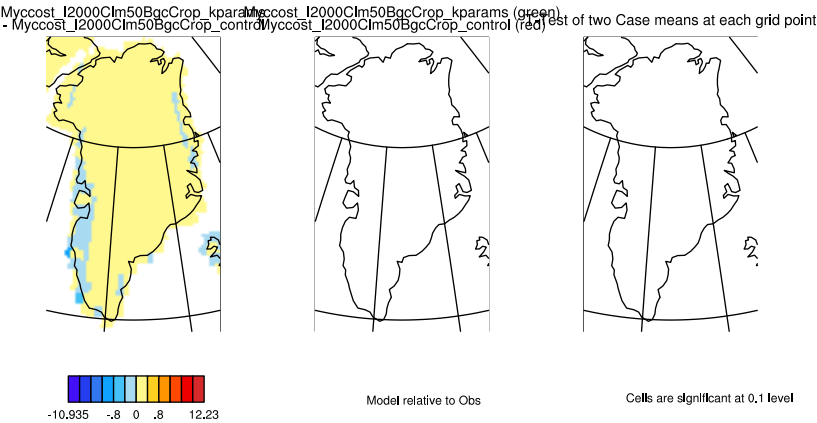 Myccost_I2000Clm50BgcCrop_kparams
- Myccost_I2000Clm50BgcCrop_control
Myccost_I2000Clm50BgcCrop_kparams (green)
Myccost_I2000Clm50BgcCrop_control (red)
T-Test of two Case means at each grid point
-10.935 -.8 0 .8 12.23
Model relative to Obs
Cells are significant at 0.1 level